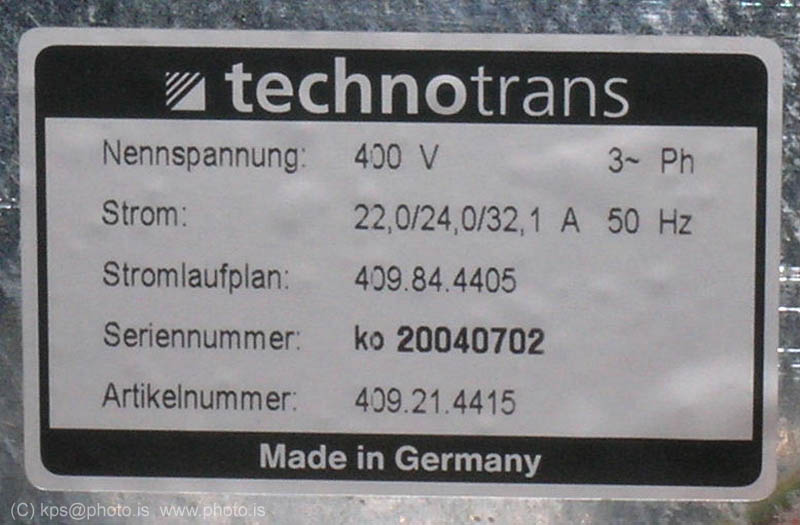 technotrans
Nennspannung: 400 V 3~ Ph
Strom: 22,0/24,0/32,1 A 50 Hz
Stromlaufplan: 409.84.4405
Seriennummer: ko 20040702
Artikelnummer: 409.21.4415
Made in Germany
(C) kps@photo.is www.photo.is